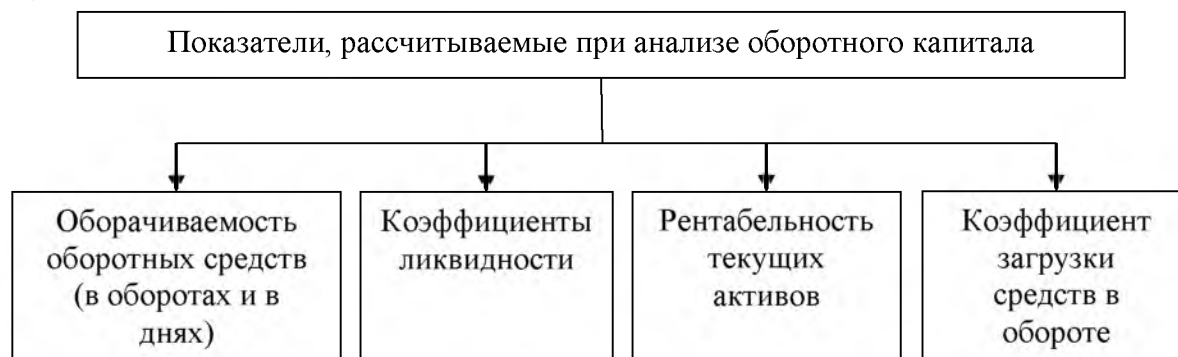 Показатели, рассчитываемые при анализе оборотного капитала
Оборачиваемость
оборотных средств
(в оборотах и в
днях)
Коэффициенты
ликвидности
Рентабельность
текущих
активов
Коэффициент
загрузки
средств в
обороте